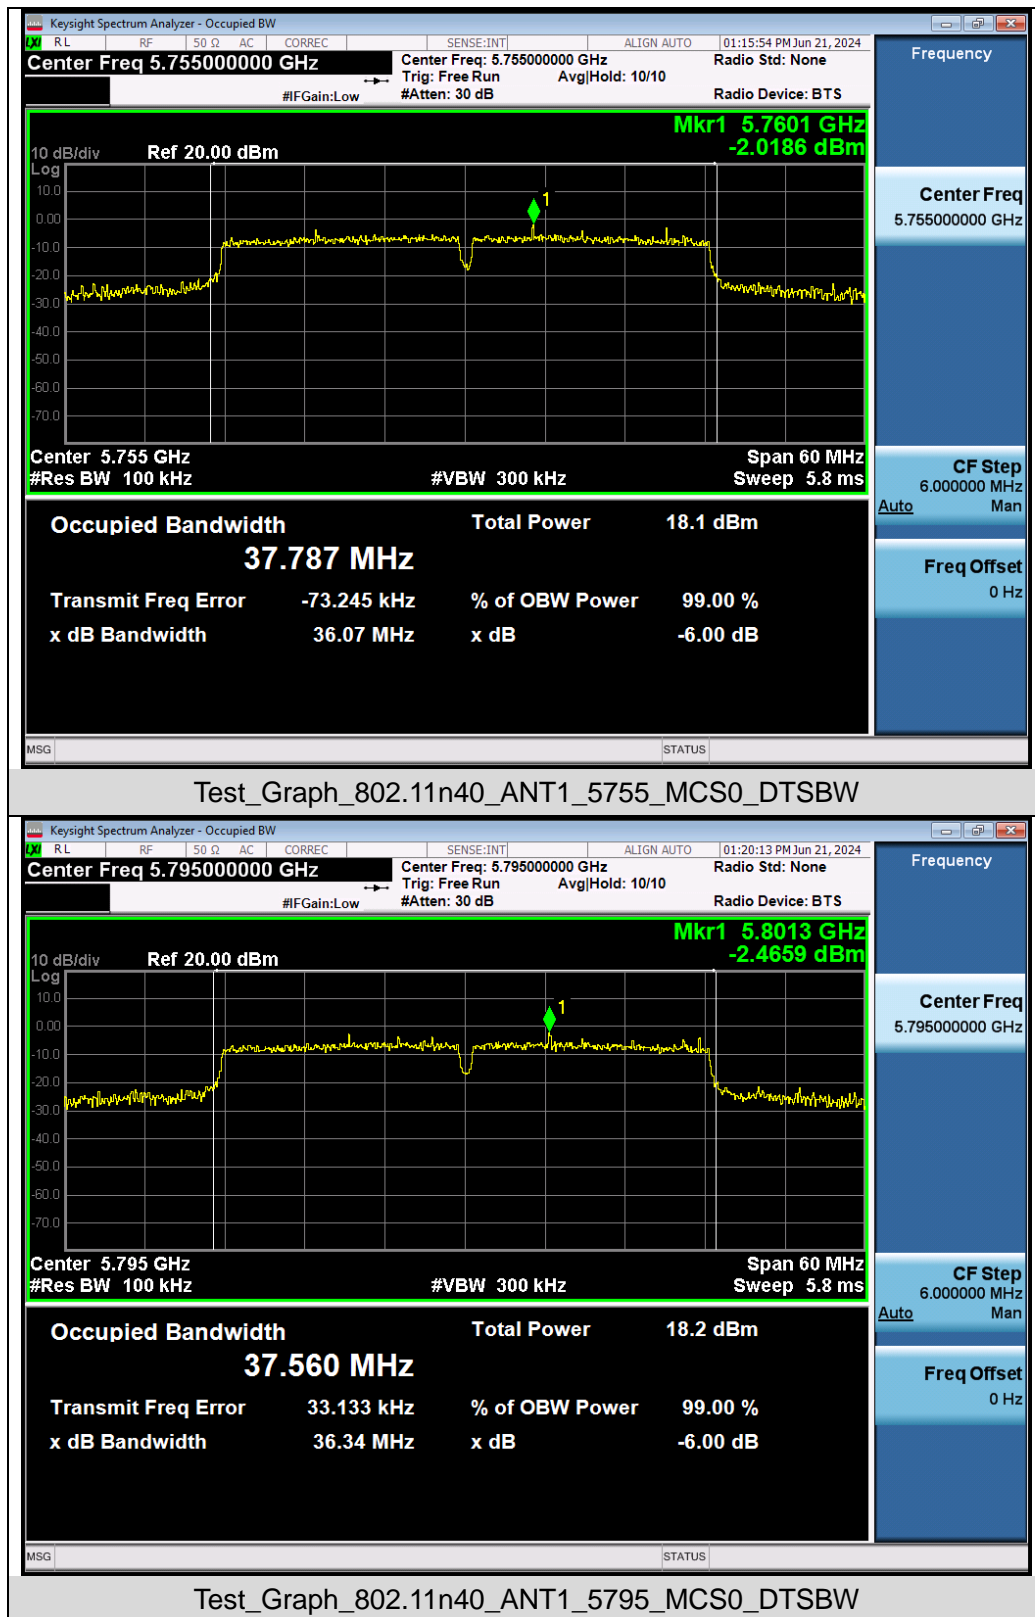 Keysight Spectrum Analyzer - Occupied BW
LXI RL RF 50 Ω AC CORREC SENSE:INT ALIGN AUTO 01:15:54 PM Jun 21, 2024
Center Freq 5.755000000 GHz
Center Freq: 5.755000000 GHz
Radio Std: None
Trig: Free Run Avg|Hold: 10/10
#IFGain:Low #Atten: 30 dB Radio Device: BTS
Mkr1 5.7601 GHz
-2.0186 dBm
10 dB/div Ref 20.00 dBm
Log
10.0
0.00
-10.0
-20.0
-30.0
-40.0
-50.0
-60.0
-70.0
1
Center 5.755 GHz Span 60 MHz
#Res BW 100 kHz #VBW 300 kHz Sweep 5.8 ms
Occupied Bandwidth Total Power 18.1 dBm
37.787 MHz
Transmit Freq Error -73.245 kHz % of OBW Power 99.00 %
x dB Bandwidth 36.07 MHz x dB -6.00 dB
MSG STATUS
Frequency
Center Freq
5.755000000 GHz
CF Step
6.000000 MHz
Auto Man
Freq Offset
0 Hz
Test_Graph_802.11n40_ANT1_5755_MCS0_DTSBW
Keysight Spectrum Analyzer - Occupied BW
LXI RL RF 50 Ω AC CORREC SENSE:INT ALIGN AUTO 01:20:13 PM Jun 21, 2024
Center Freq 5.795000000 GHz
Center Freq: 5.795000000 GHz
Radio Std: None
Trig: Free Run Avg|Hold: 10/10
#IFGain:Low #Atten: 30 dB Radio Device: BTS
Mkr1 5.8013 GHz
-2.4659 dBm
10 dB/div Ref 20.00 dBm
Log
10.0
0.00
-10.0
-20.0
-30.0
-40.0
-50.0
-60.0
-70.0
1
Center 5.795 GHz Span 60 MHz
#Res BW 100 kHz #VBW 300 kHz Sweep 5.8 ms
Occupied Bandwidth Total Power 18.2 dBm
37.560 MHz
Transmit Freq Error 33.133 kHz % of OBW Power 99.00 %
x dB Bandwidth 36.34 MHz x dB -6.00 dB
MSG STATUS
Frequency
Center Freq
5.795000000 GHz
CF Step
6.000000 MHz
Auto Man
Freq Offset
0 Hz
Test_Graph_802.11n40_ANT1_5795_MCS0_DTSBW